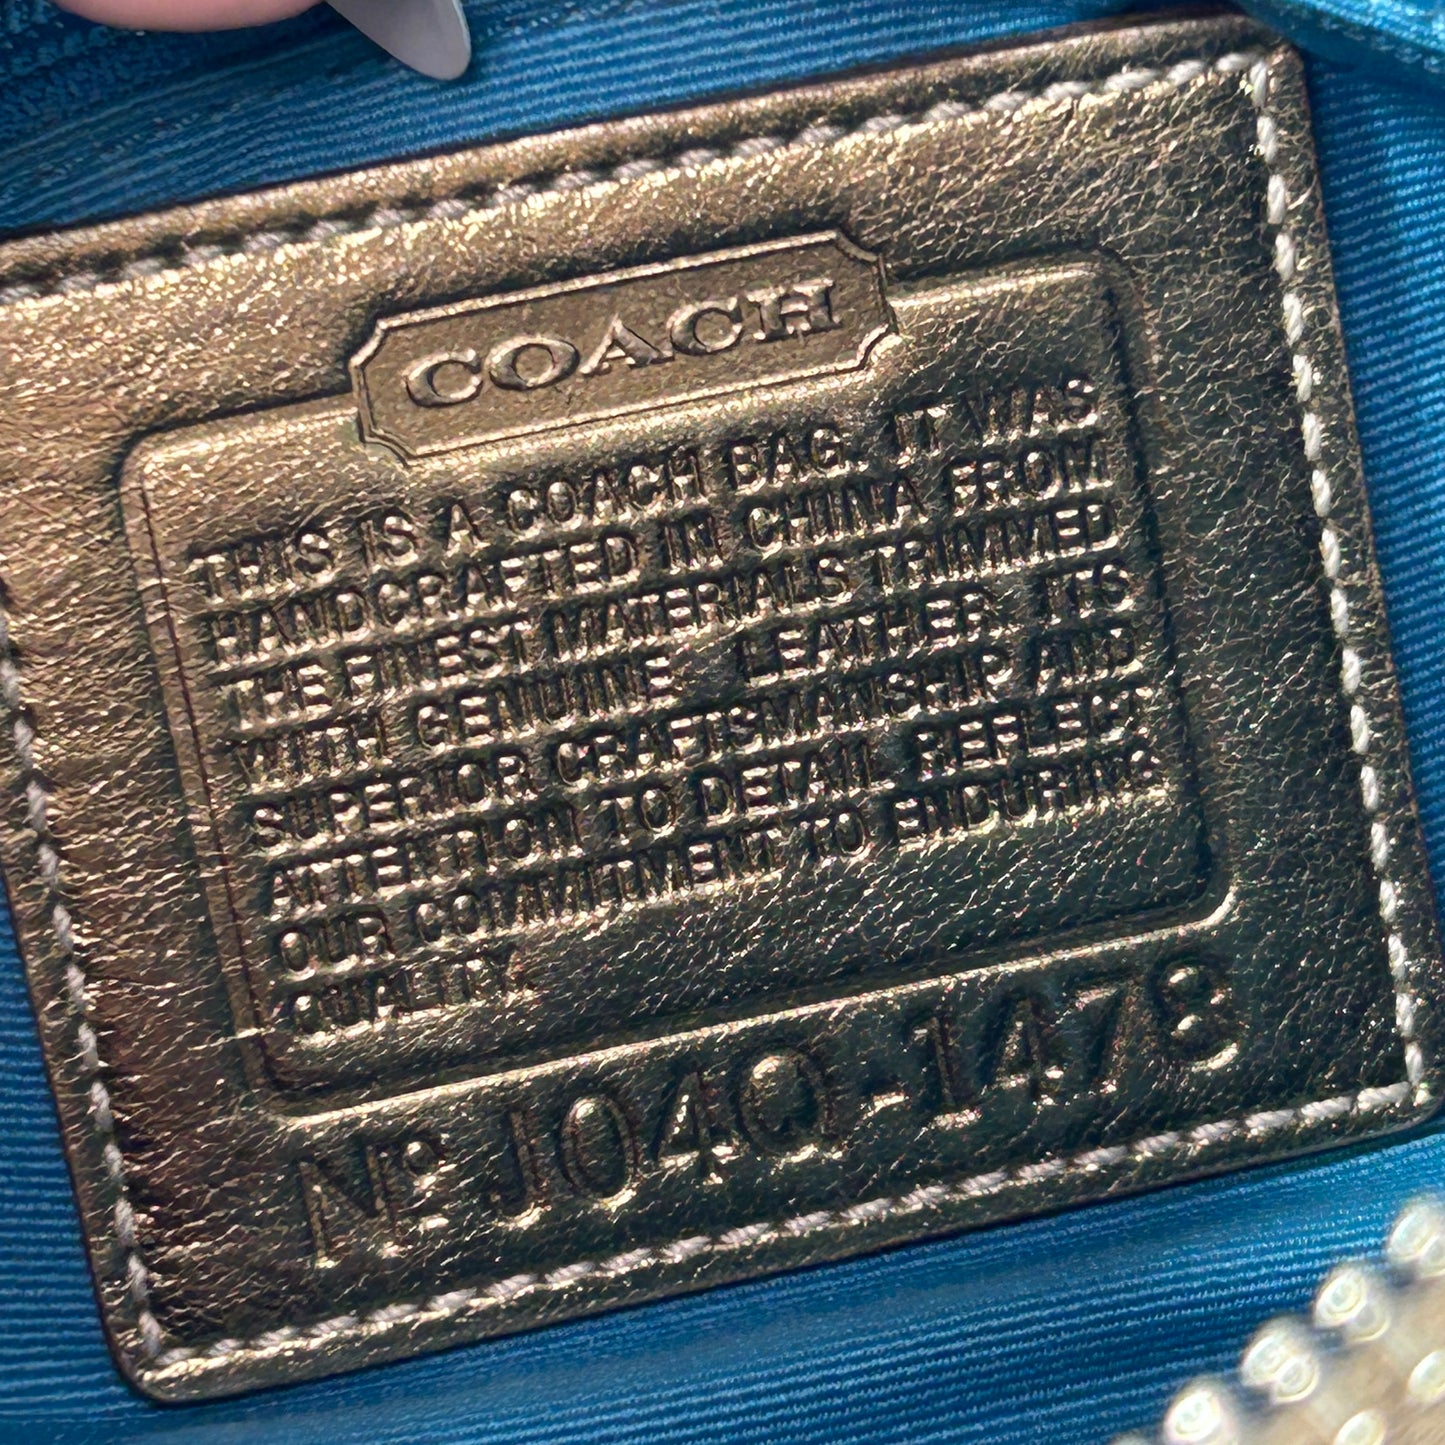 COACH
THIS IS A COACH BAG. IT WAS
HANDCRAFTED IN CHINA FROM
THE FINEST MATERIALS TRIMMED
WITH GENUINE LEATHER. ITS
SUPERIOR CRAFTSMANSHIP AND
ATTENTION TO DETAIL REFLECT
OUR COMMITMENT TO ENDURING
QUALITY.
Nº J04Q-1478